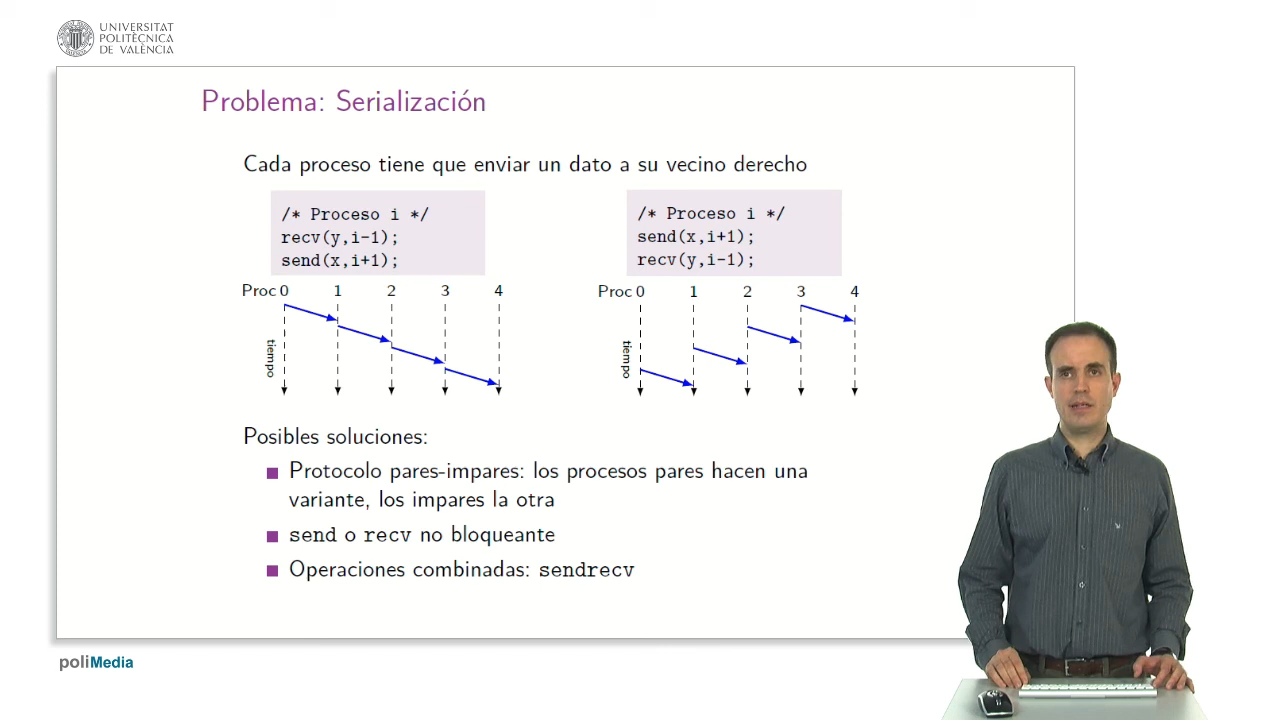 UNIVERSITAT
POLITÈCNICA
DE VALÈNCIA
Problema: Serialización
Cada proceso tiene que enviar un dato a su vecino derecho
/* Proceso i */
recv(y,i-1);
send(x,i+1);
Proc 0 1 2 3 4
tiempo
/* Proceso i */
send(x,i+1);
recv(y,i-1);
Proc 0 1 2 3 4
tiempo
Posibles soluciones:
Protocolo pares-impares: los procesos pares hacen una
variante, los impares la otra
send o recv no bloqueante
Operaciones combinadas: sendrecv
poliMedia